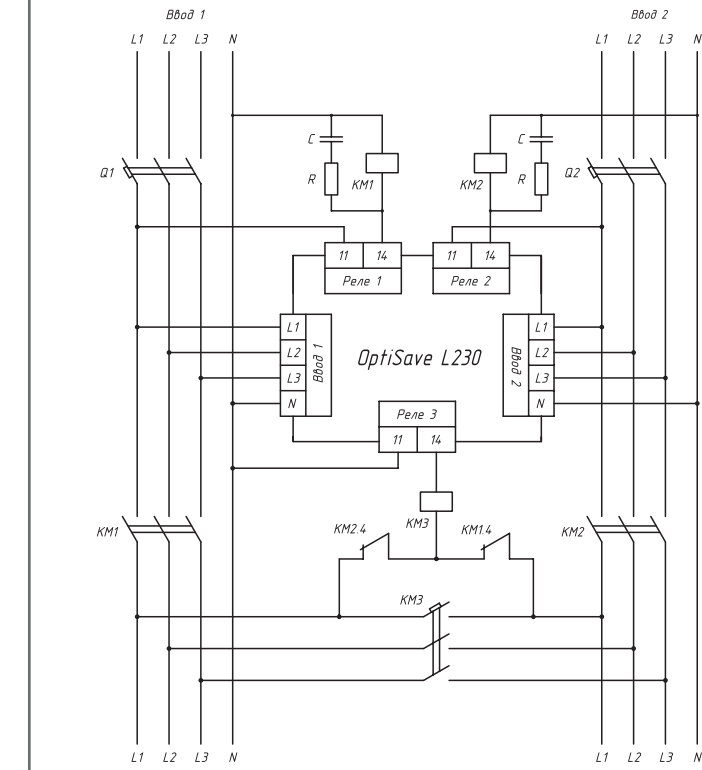 Ввод 1 Ввод 2
L1 L2 L3 N L1 L2 L3 N
C C
Q1 R KM1 KM2 R Q2
11 14 11 14
Реле 1 Реле 2
L1 L1
L2 Ввод 1 OptiSave L230 Ввод 2 L2
L3 L3
N N
Реле 3
11 14
KM3
KM1 KM2.4 KM1.4 KM2
KM3
L1 L2 L3 N L1 L2 L3 N